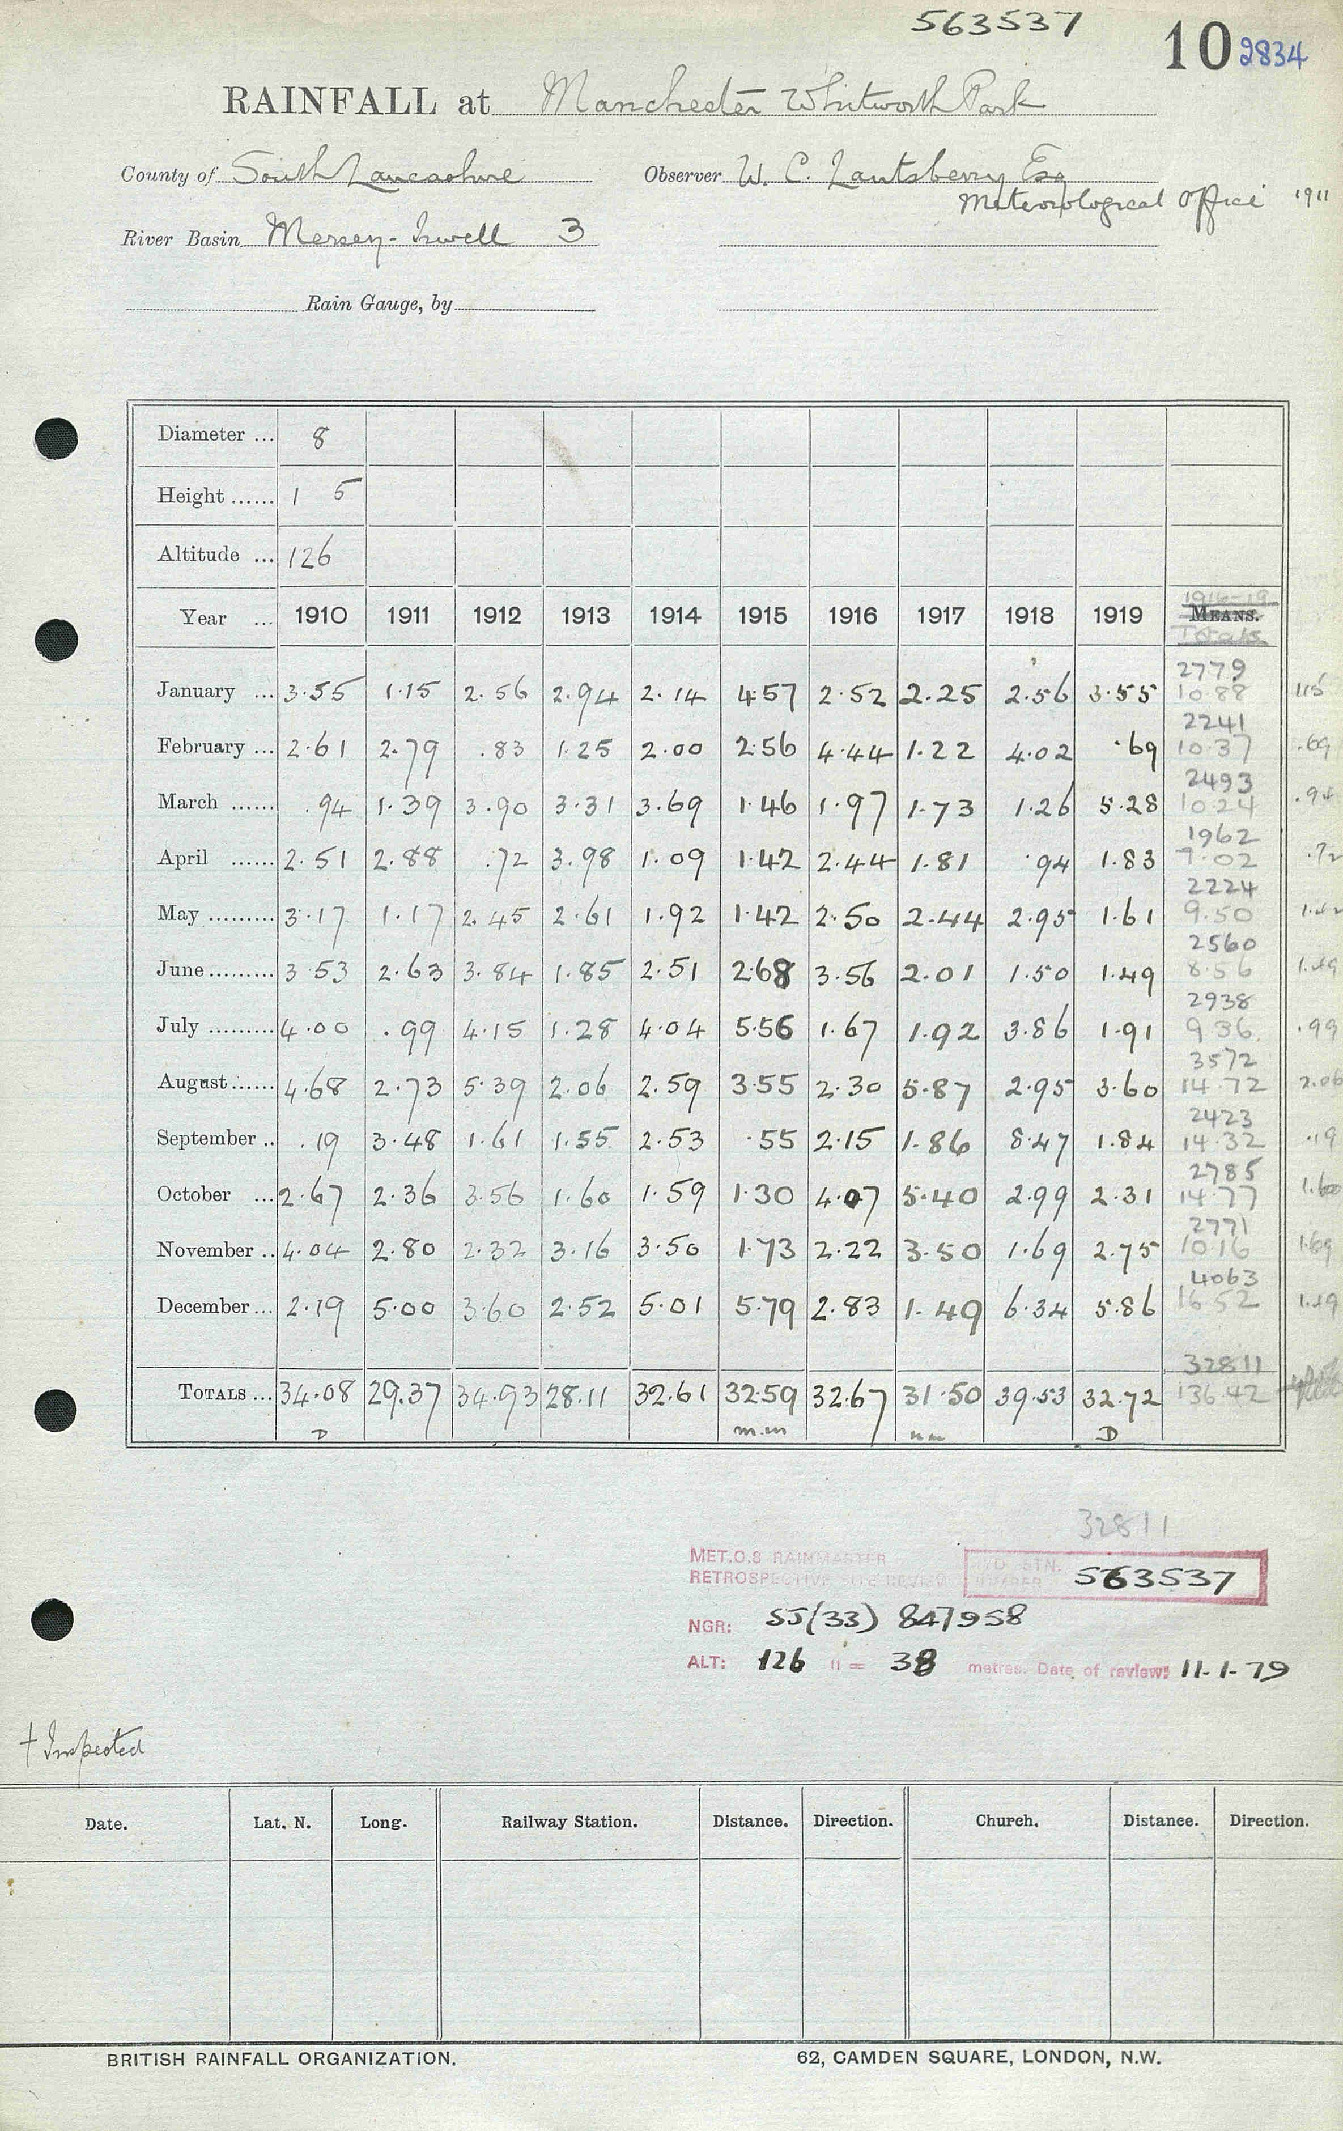 563537
10 2834
RAINFALL at Manchester Whitworth Park
County of South Lancashire Observer W. C. Lautsberry Esq
Meteorological Office 1911
River Basin Mersey-Irwell 3
Rain Gauge, by
Diameter ... 8
Height ...... 1 5
Altitude ... 126
1916-19
Year ... 1910 1911 1912 1913 1914 1915 1916 1917 1918 1919 MEANS.
Totals
2779
January ... 3.55 1.15 2.56 2.94 2.14 4.57 2.52 2.25 2.56 3.55 10.88 1.15
2241
February ... 2.61 2.79 .83 1.25 2.00 2.56 4.44 1.22 4.02 .69 10.37 .69
2493
March ...... .94 1.39 3.90 3.31 3.69 1.46 1.97 1.73 1.26 5.28 10.24 .94
1962
April ...... 2.51 2.88 .72 3.98 1.09 1.42 2.44 1.81 .94 1.83 7.02 .72
2224
May ......... 3.17 1.17 2.45 2.61 1.92 1.42 2.50 2.44 2.95 1.61 9.50 1.42
2560
June ......... 3.53 2.63 3.84 1.85 2.51 2.68 3.56 2.01 1.50 1.49 8.56 1.49
2938
July ......... 4.00 .99 4.15 1.28 4.04 5.56 1.67 1.92 3.86 1.91 9.36 .99
3572
August ...... 4.68 2.73 5.39 2.06 2.59 3.55 2.30 5.87 2.95 3.60 14.72 2.06
2423
September .. .19 3.48 1.61 1.55 2.53 .55 2.15 1.86 8.47 1.84 14.32 .19
2785
October ... 2.67 2.36 3.56 1.60 1.59 1.30 4.07 5.40 2.99 2.31 14.77 1.60
2771
November .. 4.04 2.80 2.32 3.16 3.50 1.73 2.22 3.50 1.69 2.75 10.16 1.69
4063
December ... 2.19 5.00 3.60 2.52 5.01 5.79 2.83 1.49 6.34 5.86 16.52 1.49
32811
TOTALS ... 34.08 29.37 34.93 28.11 32.61 32.59 32.67 31.50 39.53 32.72 136.42
D m.m D
32811
MET.O.8 RAINMASTER
RETROSPECTIVE SITE REVIEW
STN. 563537
NGR: SJ(33) 847958
ALT: 126 ft = 38 metres. Date of review: 11-1-79
† Inspected
Date. Lat. N. Long. Railway Station. Distance. Direction. Church. Distance. Direction.
BRITISH RAINFALL ORGANIZATION. 62, CAMDEN SQUARE, LONDON, N.W.